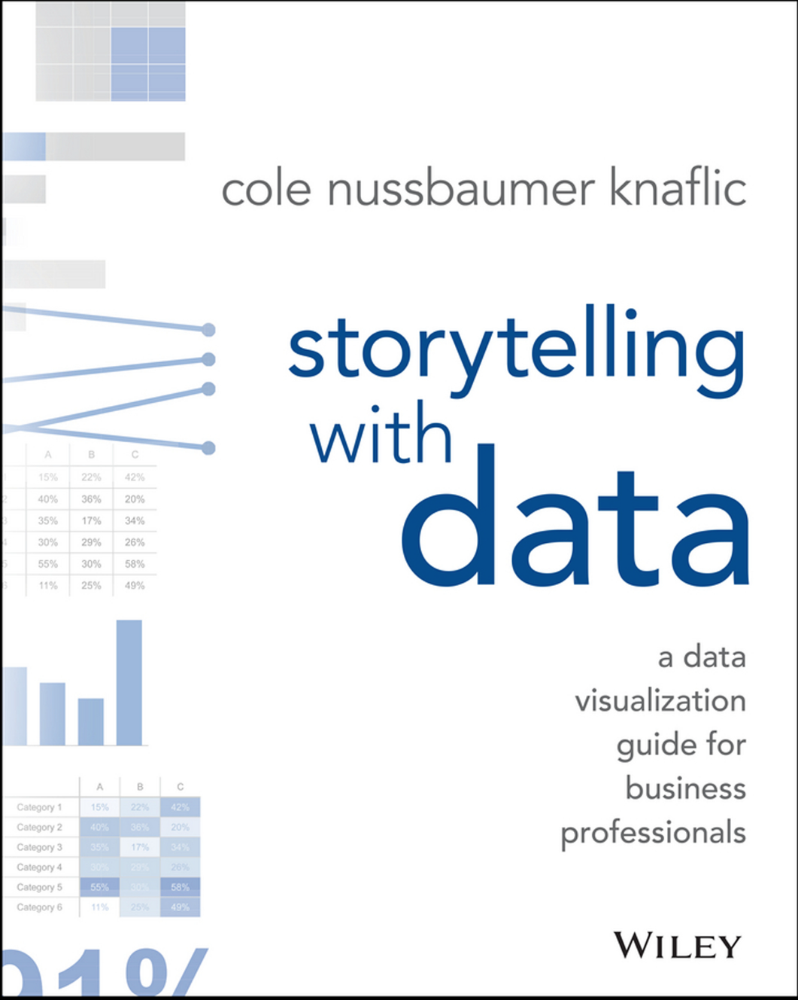 cole nussbaumer knaflic
storytelling
with
data
a data
visualization
guide for
business
professionals
WILEY
A B C
1 15% 22% 42%
2 40% 36% 20%
3 35% 17% 34%
4 30% 29% 26%
5 55% 30% 58%
6 11% 25% 49%
A B C
Category 1 15% 22% 42%
Category 2 40% 36% 20%
Category 3 35% 17% 34%
Category 4 30% 29% 26%
Category 5 55% 30% 58%
Category 6 11% 25% 49%
91%